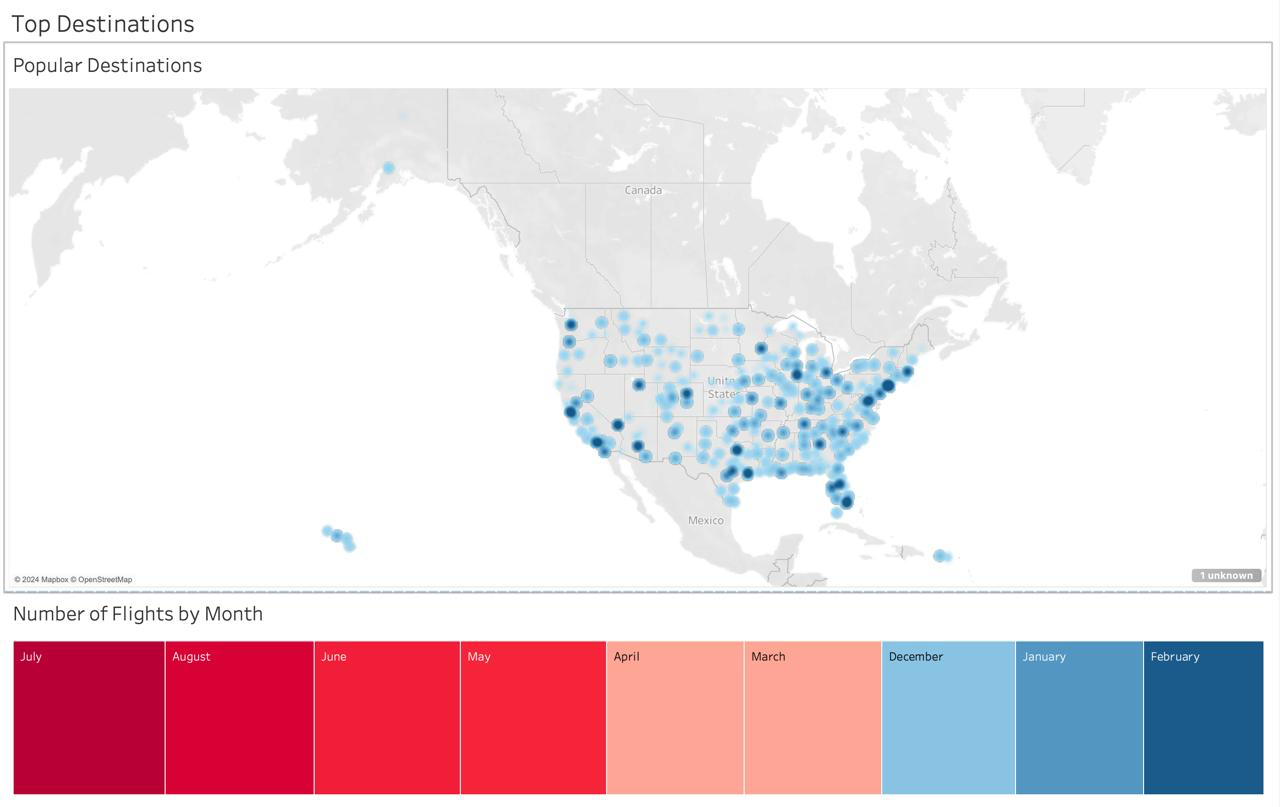 Top Destinations
Popular Destinations
Canada
United
States
Mexico
© 2024 Mapbox © OpenStreetMap
1 unknown
Number of Flights by Month
July
August
June
May
April
March
December
January
February